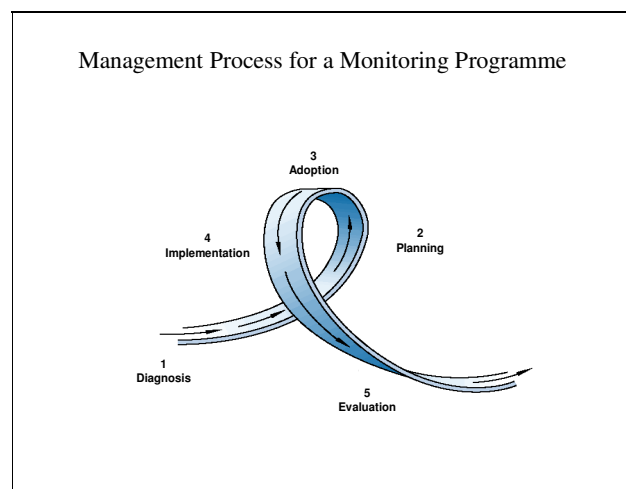 Management Process for a Monitoring Programme
3
Adoption
2
Planning
4
Implementation
1
Diagnosis
5
Evaluation